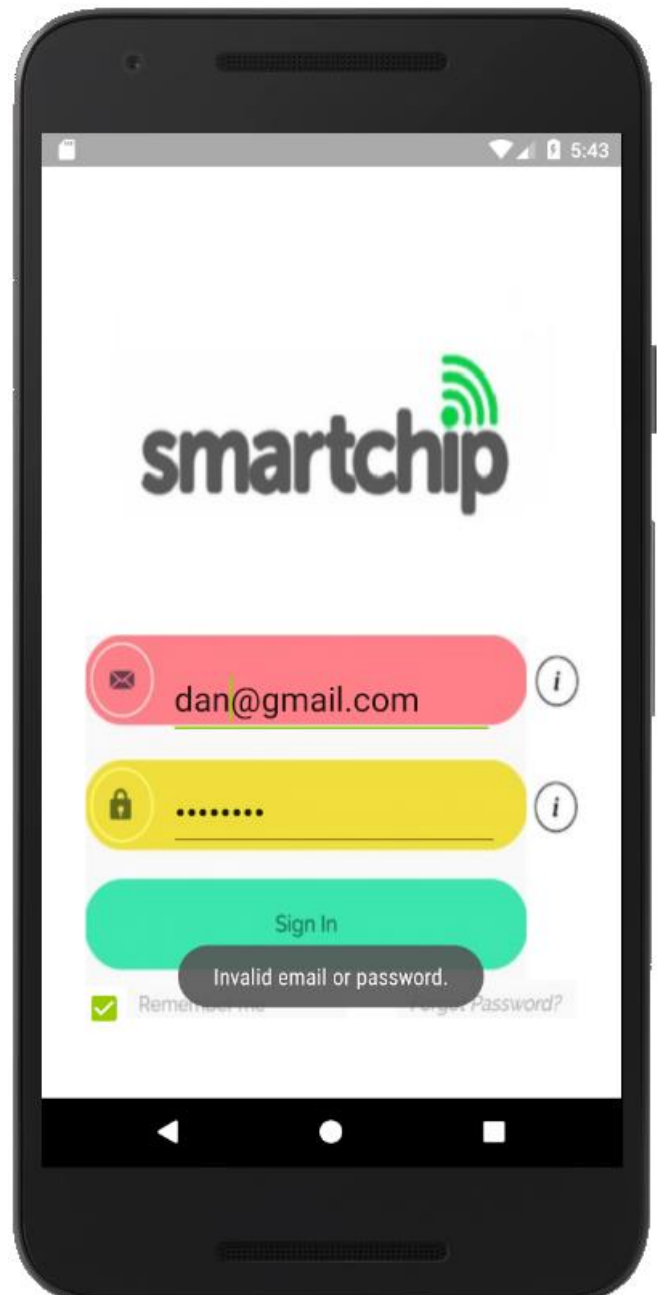 5:43
smartchip
dan@gmail.com
i
••••••••
i
Sign In
Invalid email or password.
Remember me
Forgot Password?